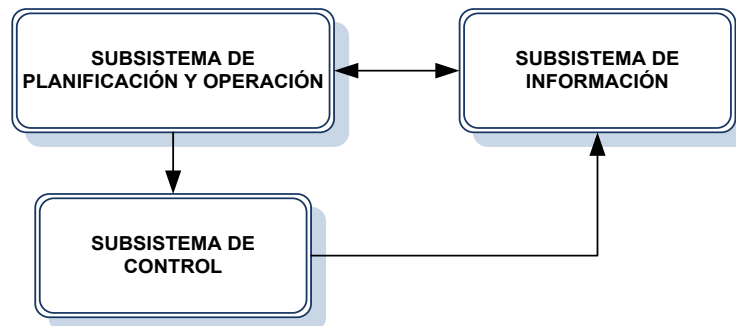 SUBSISTEMA DE
PLANIFICACIÓN Y OPERACIÓN
SUBSISTEMA DE
INFORMACIÓN
SUBSISTEMA DE
CONTROL